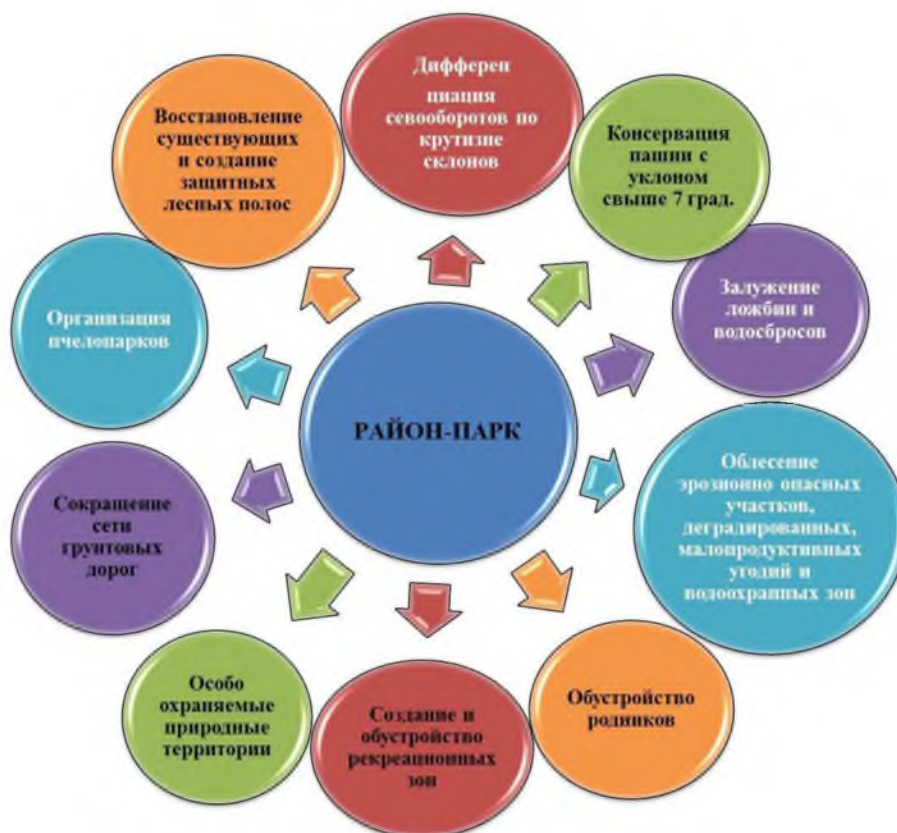 Дифферен
циация
севооборотов по
крутизне
склонов
Консервация
пашни с
уклоном
свыше 7 град.
Залужение
ложбин и
водосбросов
Облесение
эрозионно опасных
участков,
деградированных,
малопродуктивных
угодий и
водоохранных зон
Обустройство
родников
Создание и
обустройство
рекреационных
зон
Особо
охраняемые
природные
территории
Сокращение
сети
грунтовых
дорог
Организация
пчелопарков
Восстановление
существующих
и создание
защитных
лесных полос
РАЙОН-ПАРК